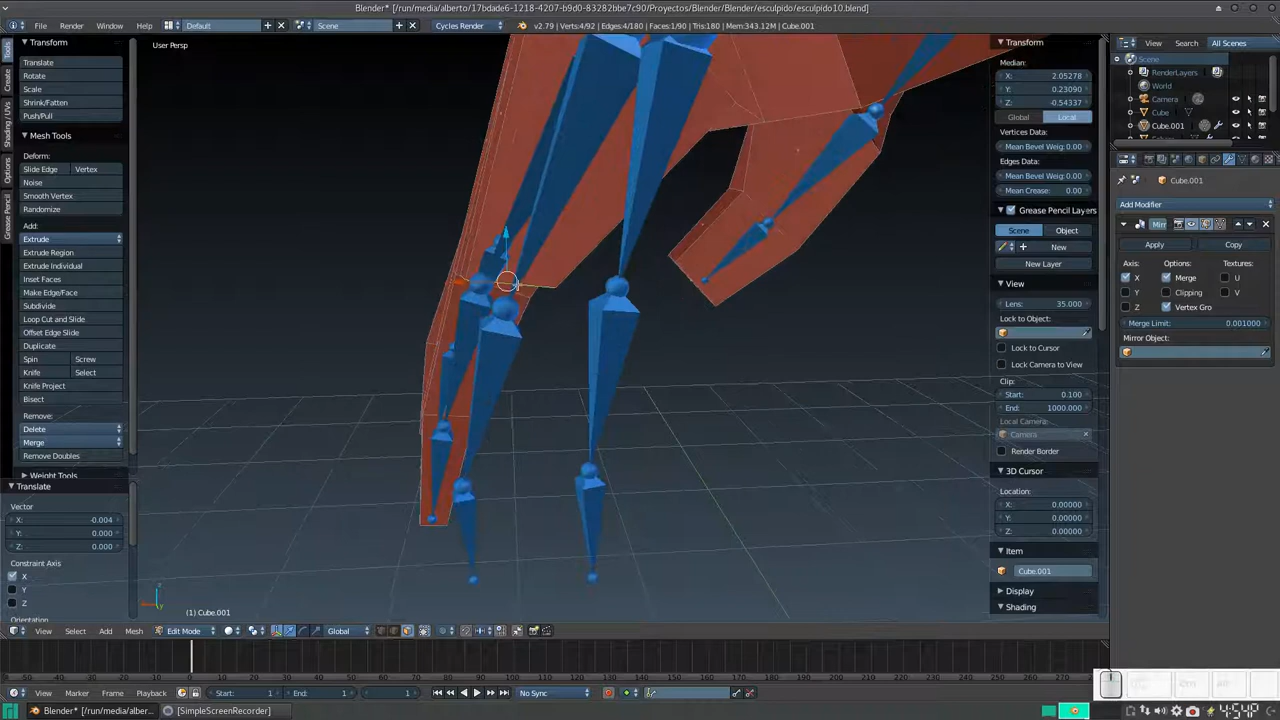 Blender* [/run/media/alberto/17bdade6-1218-4207-b9d0-83282bbe7c90/Proyectos/Blender/Blender/esculpido/esculpido10.blend]
File Render Window Help Default Scene Cycles Render v2.79 | Verts:4/92 | Edges:4/180 | Faces:1/90 | Tris:180 | Mem:343.12M | Cube.001
Tools
Create
Shading / UVs
Options
Grease Pencil
Transform
Translate
Rotate
Scale
Shrink/Fatten
Push/Pull
Mesh Tools
Deform:
Slide Edge Vertex
Noise
Smooth Vertex
Randomize
Add:
Extrude
Extrude Region
Extrude Individual
Inset Faces
Make Edge/Face
Subdivide
Loop Cut and Slide
Offset Edge Slide
Duplicate
Spin Screw
Knife Select
Knife Project
Bisect
Remove:
Delete
Merge
Remove Doubles
Weight Tools
Translate
Vector
X: -0.004
Y: 0.000
Z: 0.000
Constraint Axis
X
Y
Z
Orientation
User Persp
(1) Cube.001
Transform
Median:
X: 2.05278
Y: 0.23090
Z: -0.54337
Global Local
Vertices Data:
Mean Bevel Weig: 0.00
Edges Data:
Mean Bevel Weig: 0.00
Mean Crease: 0.00
Grease Pencil Layers
Scene Object
New
New Layer
View
Lens: 35.000
Lock to Object:
Lock to Cursor
Lock Camera to View
Clip:
Start: 0.100
End: 1000.000
Local Camera:
Camera
Render Border
3D Cursor
Location:
X: 0.00000
Y: 0.00000
Z: 0.00000
Item
Cube.001
Display
Shading
View Search All Scenes
Scene
RenderLayers
World
Camera
Cube
Cube.001
Cube.001
Add Modifier
Mirr
Apply Copy
Axis: Options: Textures:
X Merge U
Y Clipping V
Z Vertex Gro
Merge Limit: 0.001000
Mirror Object:
View Select Add Mesh Edit Mode Global
View Marker Frame Playback Start: 1 End: 1 1 No Sync
Blender* [/run/media/alber... [SimpleScreenRecorder]